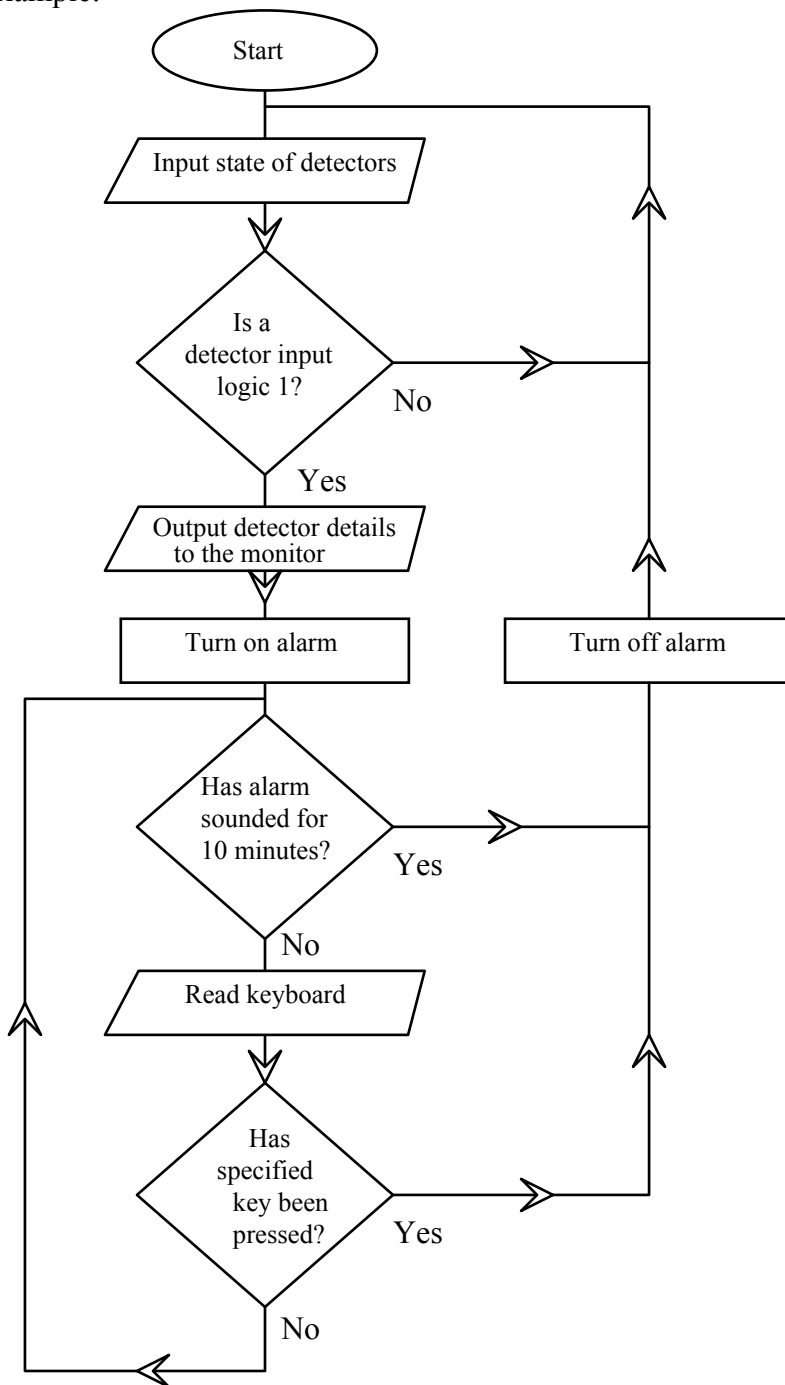 Start
Input state of detectors
Is a
detector input
logic 1?
No
Yes
Output detector details
to the monitor
Turn on alarm
Turn off alarm
Has alarm
sounded for
10 minutes?
Yes
No
Read keyboard
Has
specified
key been
pressed?
Yes
No